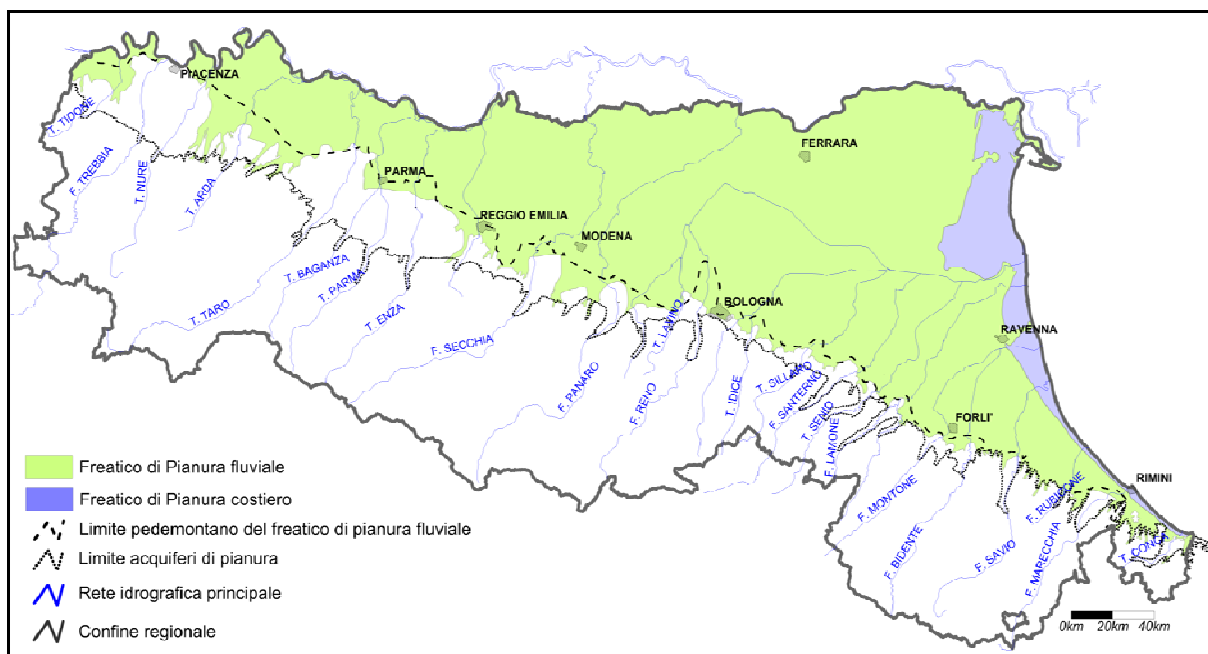 PIACENZA
T. TIDONE
F. TREBBIA
T. NURE
T. ARDA
PARMA
FERRARA
REGGIO EMILIA
MODENA
T. BAGANZA
T. PARMA
T. TARO
T. ENZA
F. SECCHIA
F. PANARO
F. RENO
T. LAVINO
BOLOGNA
T. IDICE
T. SILLARO
F. SANTERNO
T. SENIO
F. LAMONE
RAVENNA
FORLI'
F. MONTONE
F. BIDENTE
F. SAVIO
F. RUBICONE
F. MARECCHIA
RIMINI
T. CONCA
Freatico di Pianura fluviale
Freatico di Pianura costiero
Limite pedemontano del freatico di pianura fluviale
Limite acquiferi di pianura
Rete idrografica principale
Confine regionale
0km 20km 40km